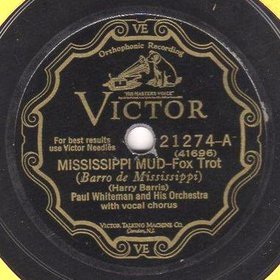 VE
Orthophonic Recording
"HIS MASTER'S VOICE"
VICTOR
For best results
use Victor Needles
21274-A
(41696)
MISSISSIPPI MUD-Fox Trot
(Barro de Mississippi)
(Harry Barris)
Paul Whiteman and His Orchestra
with vocal chorus
VICTOR TALKING MACHINE CO.
Camden, N.J.
VE